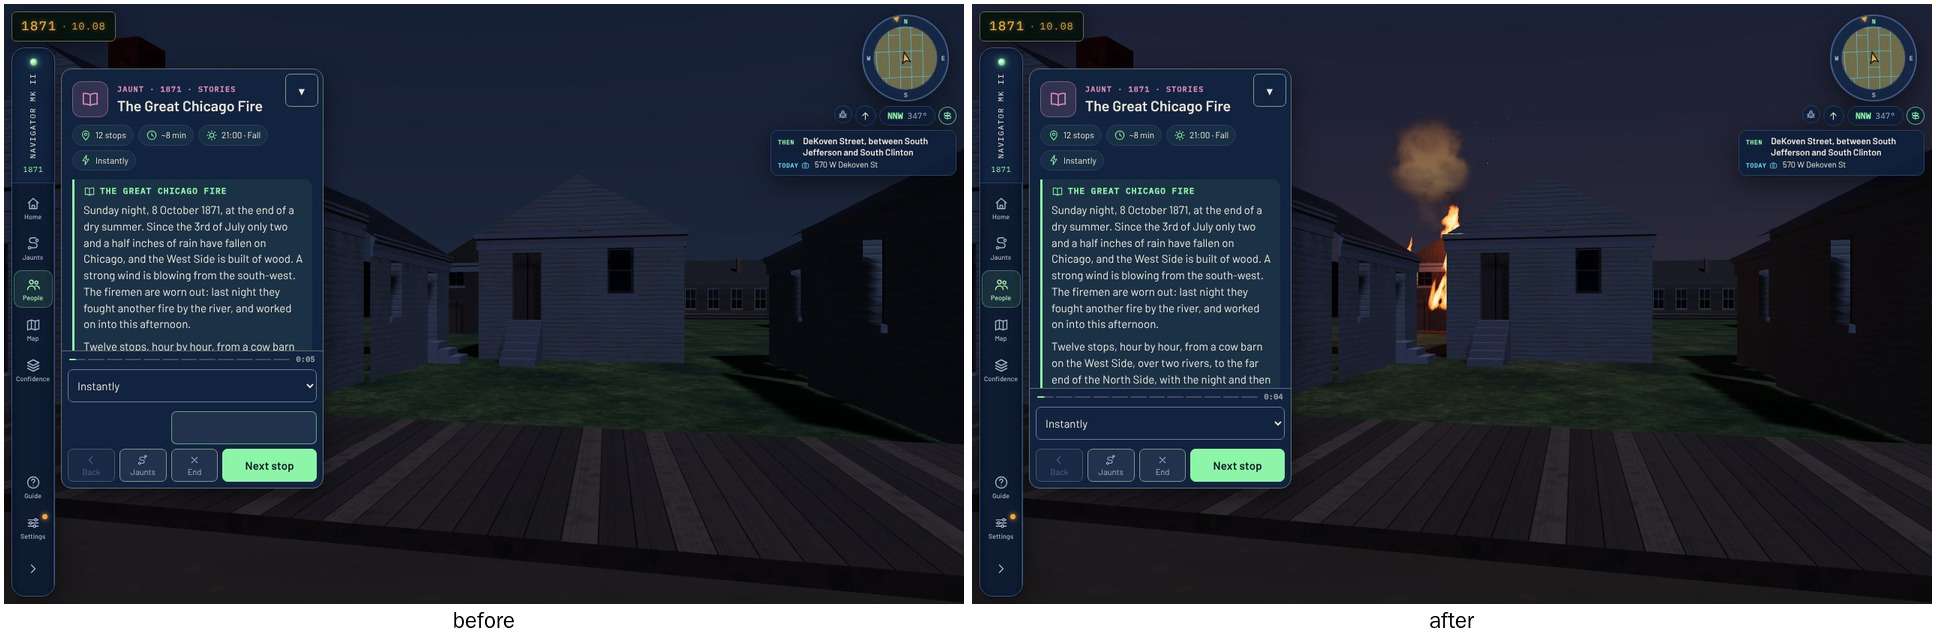 1871 · 10.08
NAVIGATOR MK II
1871
Home
Jaunts
People
Map
Confidence
Guide
Settings
JAUNT · 1871 · STORIES
The Great Chicago Fire
12 stops
~8 min
21:00 · Fall
Instantly
THE GREAT CHICAGO FIRE
Sunday night, 8 October 1871, at the end of a
dry summer. Since the 3rd of July only two
and a half inches of rain have fallen on
Chicago, and the West Side is built of wood. A
strong wind is blowing from the south-west.
The firemen are worn out: last night they
fought another fire by the river, and worked
on into this afternoon.
Twelve stops, hour by hour, from a cow barn
0:05
Instantly
Back
Jaunts
End
Next stop
N
W
E
S
NNW 347°
THEN DeKoven Street, between South
Jefferson and South Clinton
TODAY 570 W Dekoven St
before
1871 · 10.08
NAVIGATOR MK II
1871
Home
Jaunts
People
Map
Confidence
Guide
Settings
JAUNT · 1871 · STORIES
The Great Chicago Fire
12 stops
~8 min
21:00 · Fall
Instantly
THE GREAT CHICAGO FIRE
Sunday night, 8 October 1871, at the end of a
dry summer. Since the 3rd of July only two
and a half inches of rain have fallen on
Chicago, and the West Side is built of wood. A
strong wind is blowing from the south-west.
The firemen are worn out: last night they
fought another fire by the river, and worked
on into this afternoon.
Twelve stops, hour by hour, from a cow barn
on the West Side, over two rivers, to the far
end of the North Side, with the night and then
0:04
Instantly
Back
Jaunts
End
Next stop
N
W
E
S
NNW 347°
THEN DeKoven Street, between South
Jefferson and South Clinton
TODAY 570 W Dekoven St
after